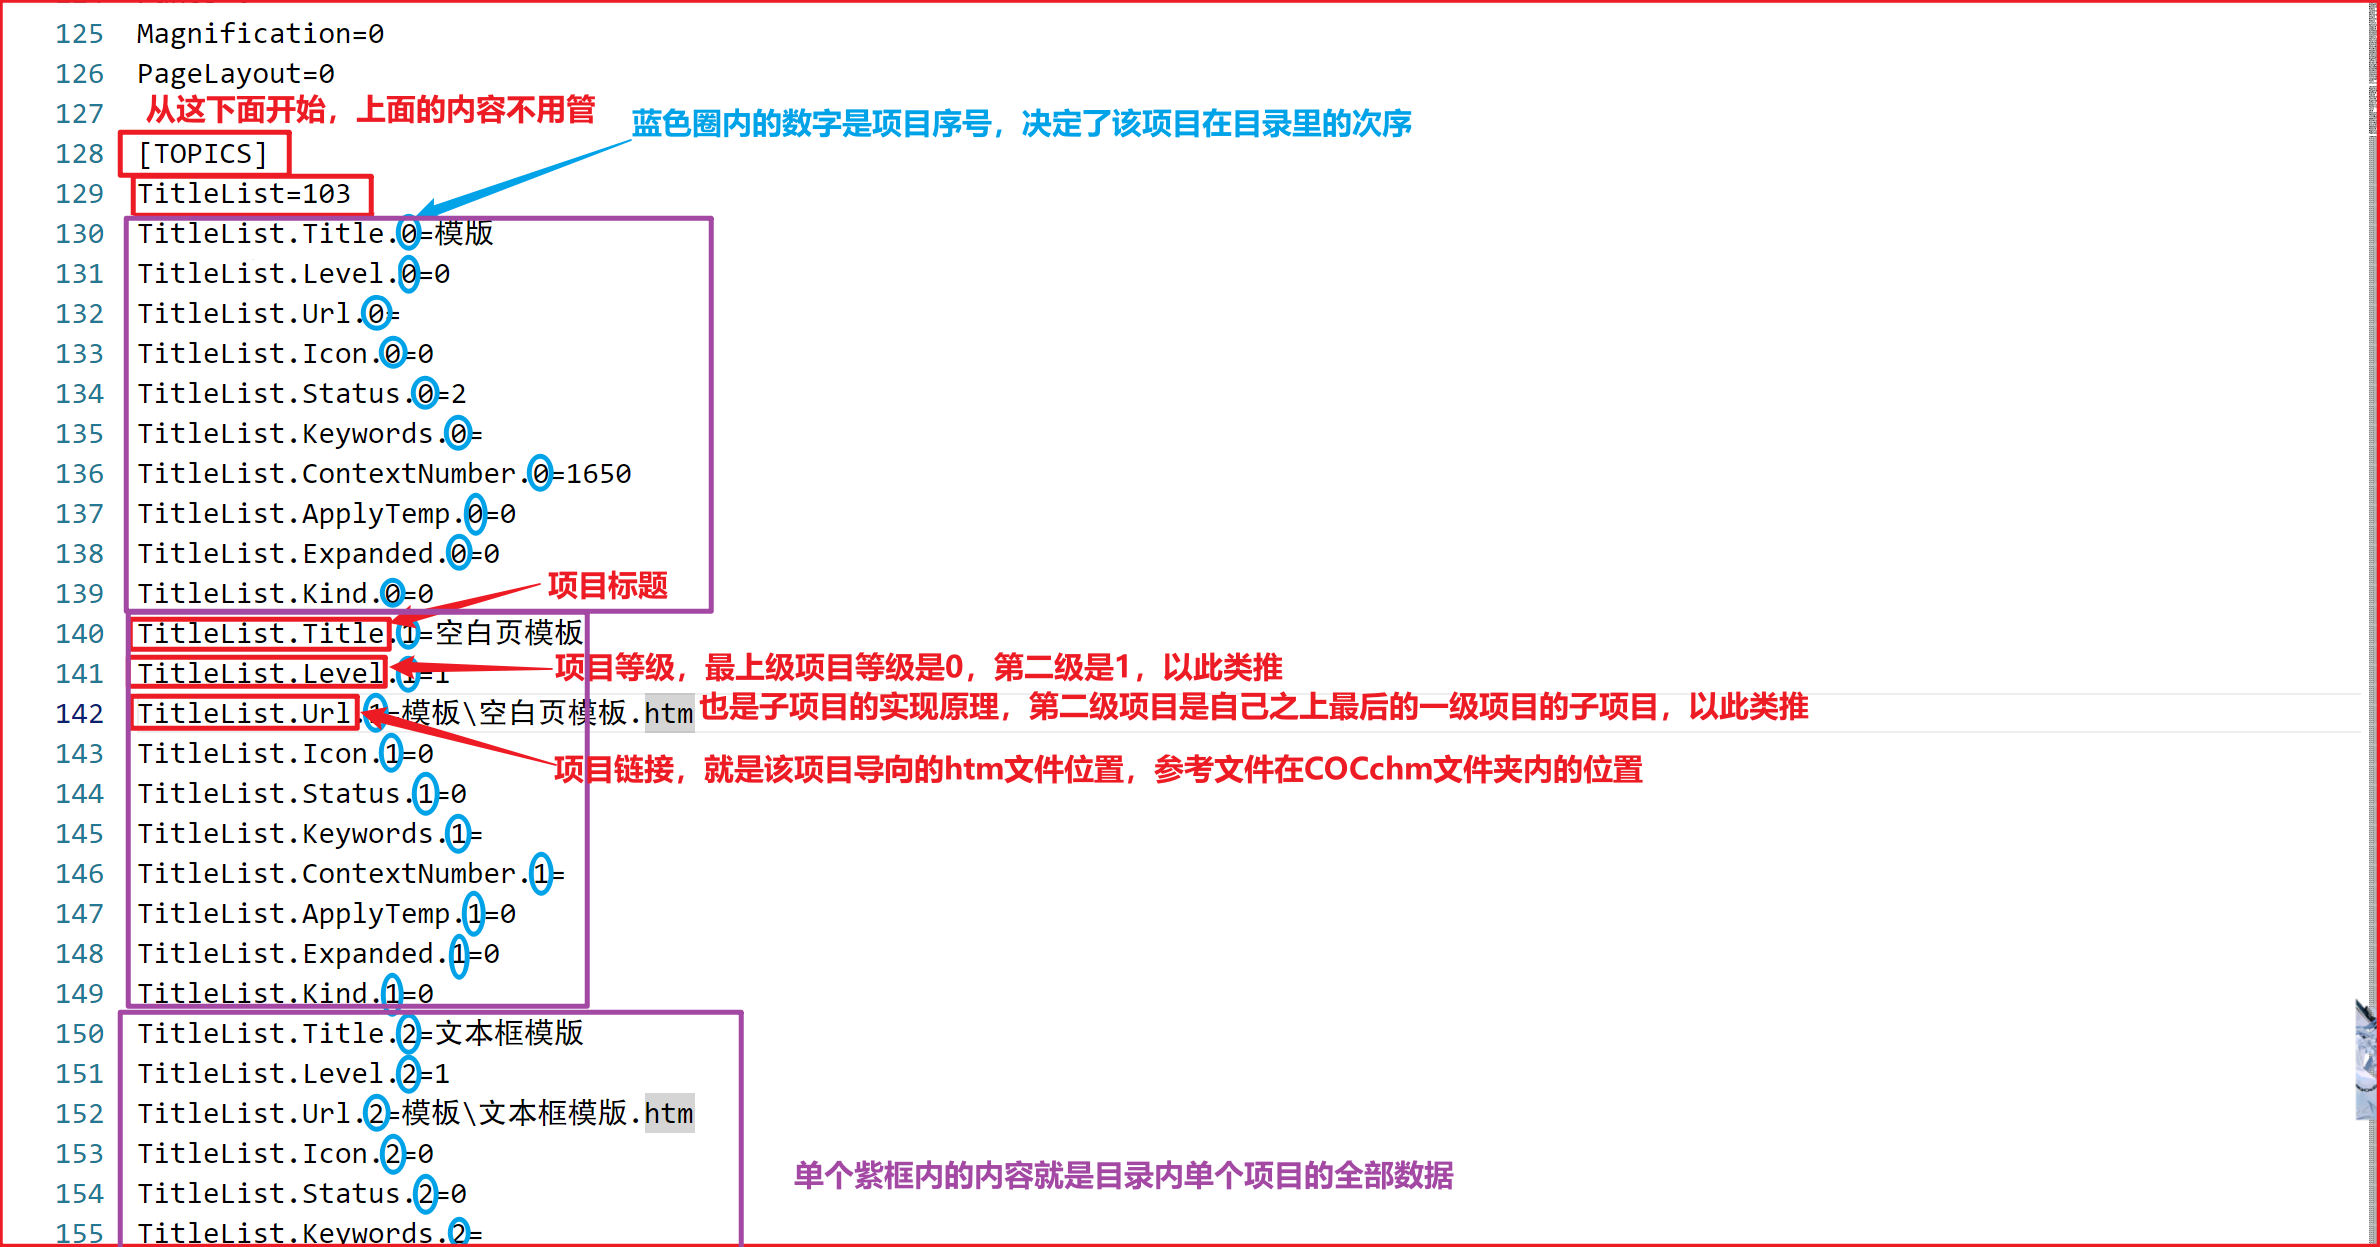 125 Magnification=0
126 PageLayout=0
127 从这下面开始，上面的内容不用管
蓝色圈内的数字是项目序号，决定了该项目在目录里的次序
128 [TOPICS]
129 TitleList=103
130 TitleList.Title.0=模版
131 TitleList.Level.0=0
132 TitleList.Url.0=
133 TitleList.Icon.0=0
134 TitleList.Status.0=2
135 TitleList.Keywords.0=
136 TitleList.ContextNumber.0=1650
137 TitleList.ApplyTemp.0=0
138 TitleList.Expanded.0=0
项目标题
139 TitleList.Kind.0=0
140 TitleList.Title.1=空白页模板
141 TitleList.Level.1=1
项目等级，最上级项目等级是0，第二级是1，以此类推
142 TitleList.Url.1=模板\空白页模板.htm
也是子项目的实现原理，第二级项目是自己之上最后的一级项目的子项目，以此类推
143 TitleList.Icon.1=0
项目链接，就是该项目导向的htm文件位置，参考文件在COCchm文件夹内的位置
144 TitleList.Status.1=0
145 TitleList.Keywords.1=
146 TitleList.ContextNumber.1=
147 TitleList.ApplyTemp.1=0
148 TitleList.Expanded.1=0
149 TitleList.Kind.1=0
150 TitleList.Title.2=文本框模版
151 TitleList.Level.2=1
152 TitleList.Url.2=模板\文本框模版.htm
153 TitleList.Icon.2=0
单个紫框内的内容就是目录内单个项目的全部数据
154 TitleList.Status.2=0
155 TitleList.Keywords.2=